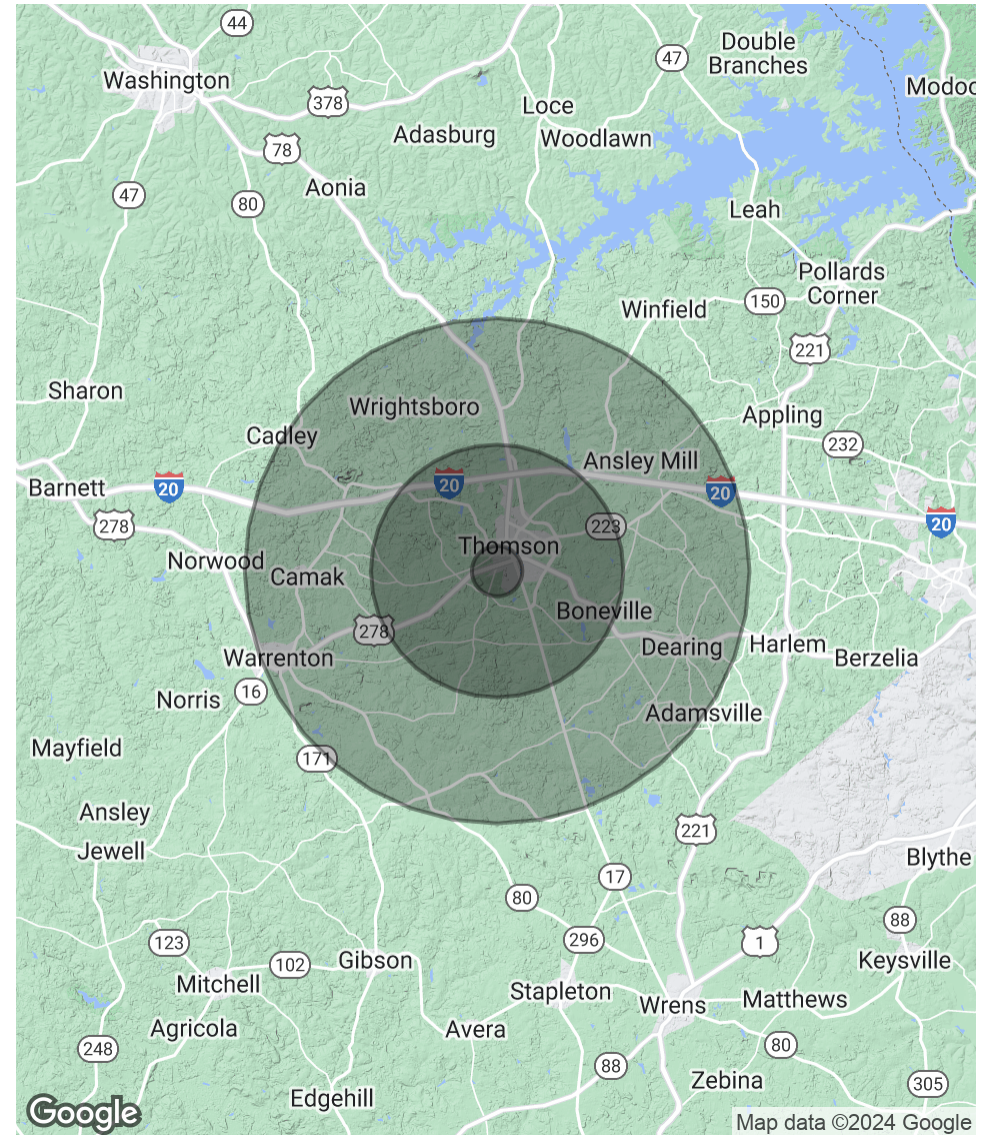 44
Double
Branches
47
Washington
Modoc
378
Loce
Adasburg
Woodlawn
78
Aonia
47
80
Leah
Pollards
Corner
Winfield
150
221
Sharon
Wrightsboro
Appling
Cadley
232
Ansley Mill
20
Barnett
20
20
20
278
223
Thomson
Norwood
Camak
Boneville
278
Dearing
Harlem
Warrenton
Berzelia
16
Norris
Adamsville
Mayfield
171
Ansley
221
Jewell
Blythe
17
80
88
123
296
1
102
Gibson
Keysville
Mitchell
Stapleton
Wrens
Matthews
Agricola
Avera
248
80
88
Zebina
305
Edgehill
Google
Map data ©2024 Google